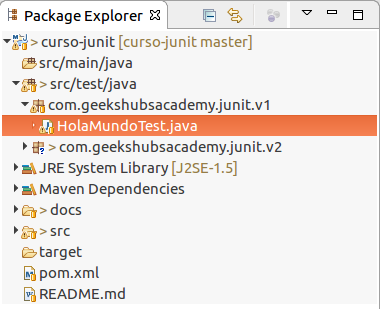 Package Explorer
> curso-junit [curso-junit master]
src/main/java
> src/test/java
com.geekshubsacademy.junit.v1
HolaMundoTest.java
> com.geekshubsacademy.junit.v2
JRE System Library [J2SE-1.5]
Maven Dependencies
> docs
> src
target
pom.xml
README.md